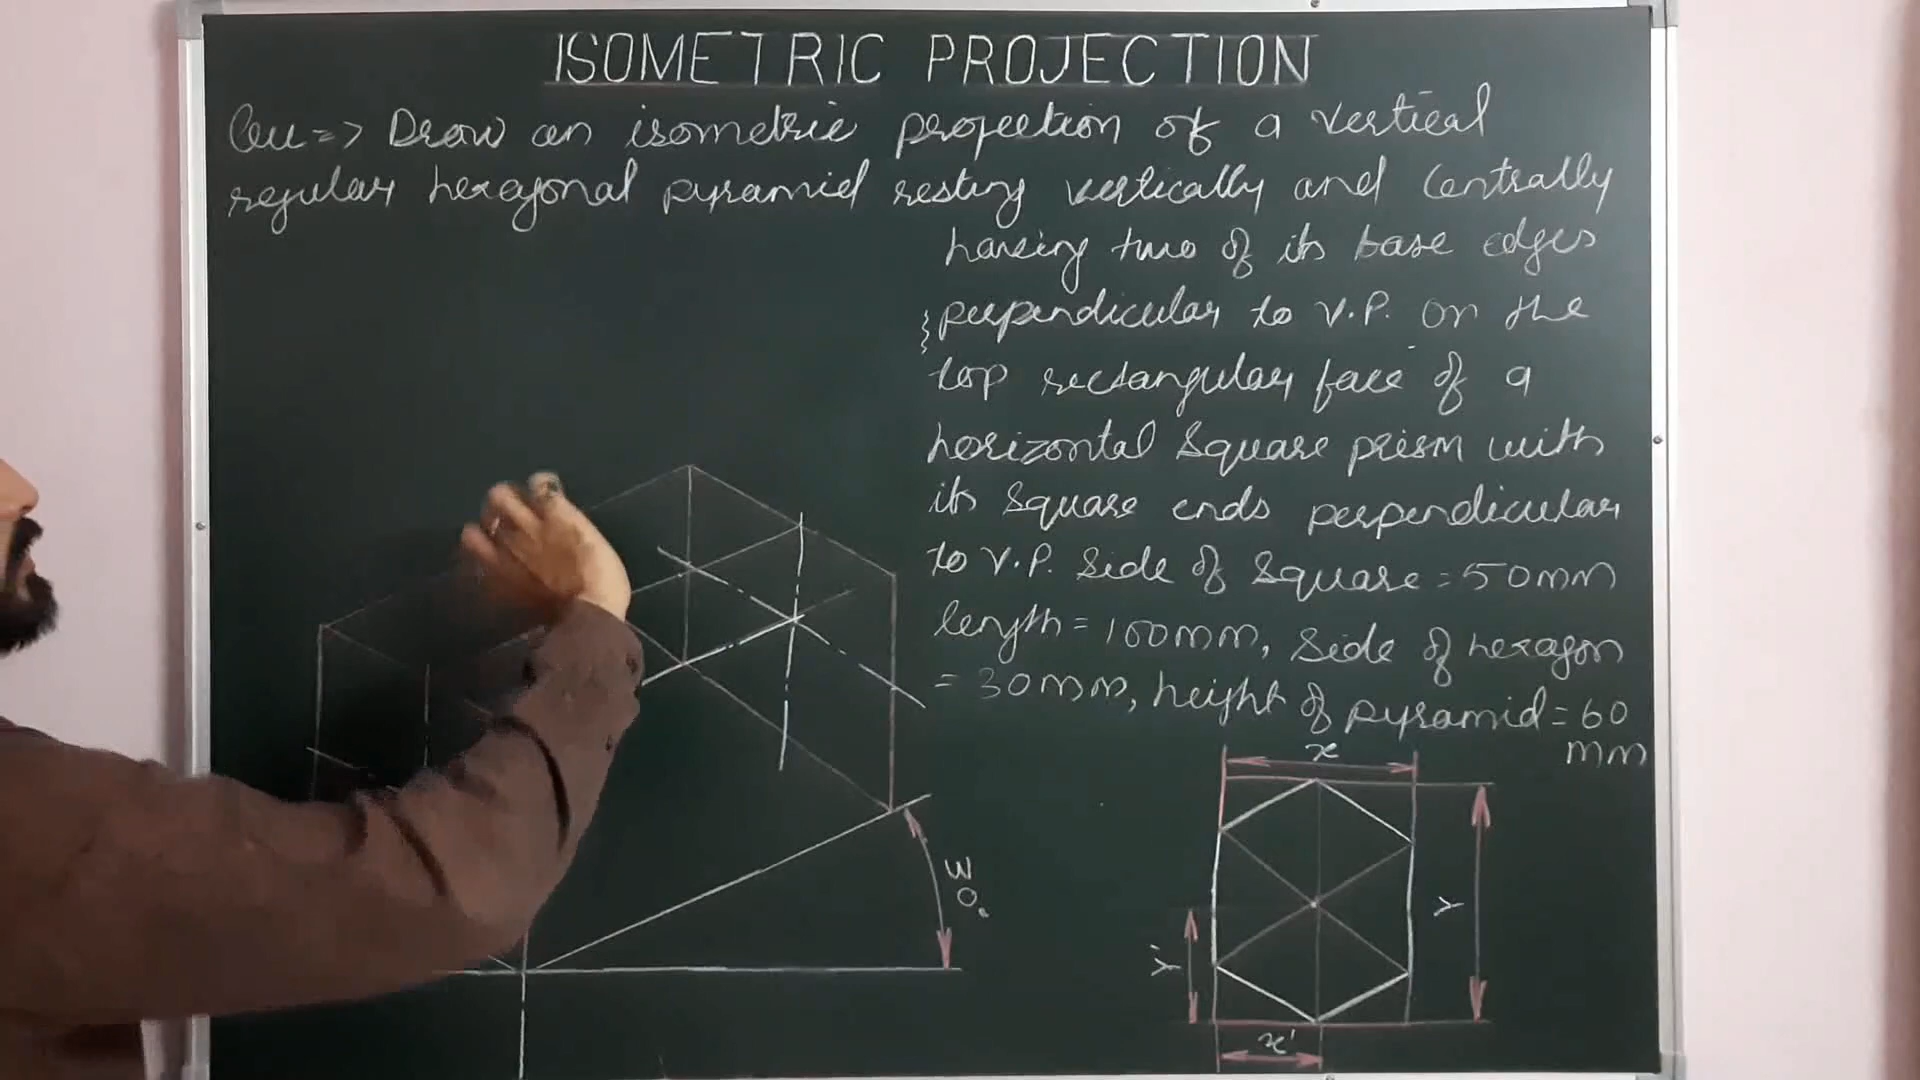 ISOMETRIC PROJECTION
Que => Draw an isometric projection of a vertical
regular hexagonal pyramid resting vertically and centrally
having two of its base edges
perpendicular to V.P. on the
top rectangular face of a
horizontal square prism with
its square ends perpendicular
to V.P. Side of square = 50mm
length = 100mm, Side of hexagon
= 30mm, height of pyramid = 60
mm
x
Y
30°
Y'
x'